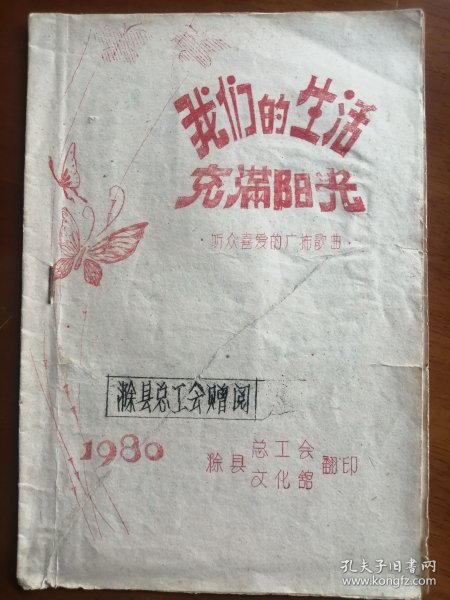 我们的生活
充满阳光
·听众喜爱的广播歌曲·
滁县总工会赠阅
1980
滁县 总工会 翻印
文化馆
孔夫子旧书网
www.kongfz.com